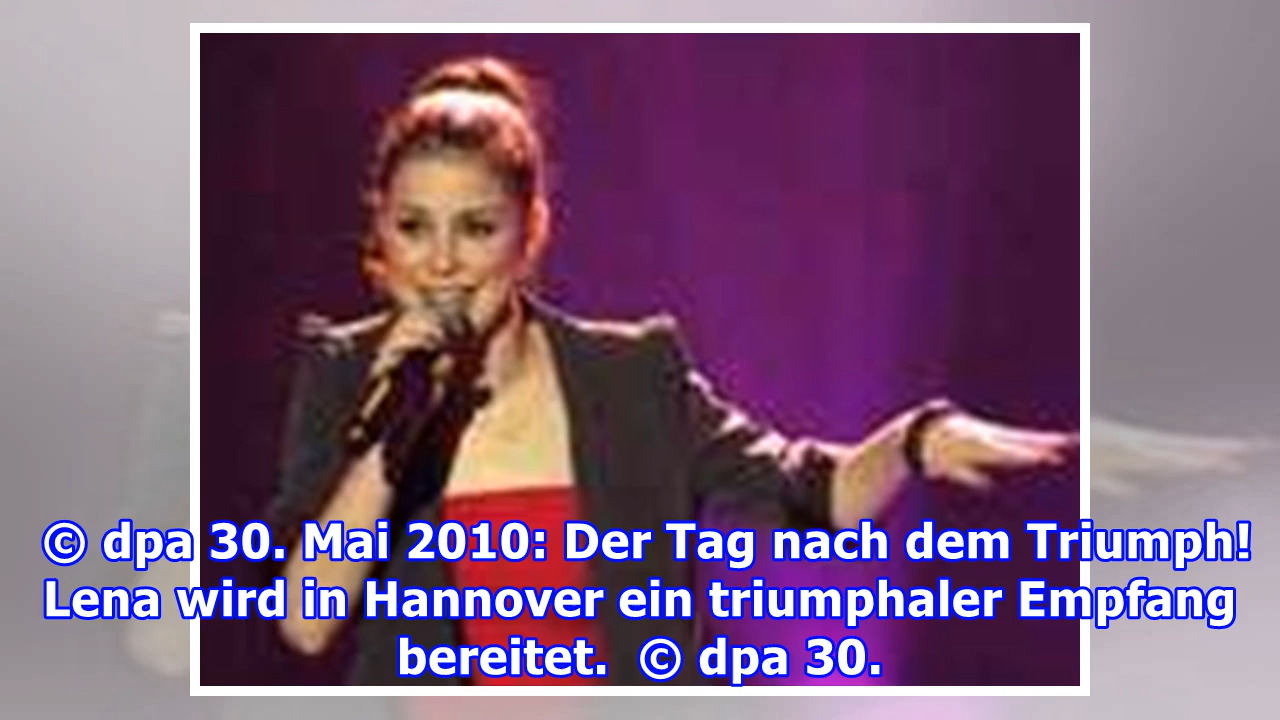 © dpa 30. Mai 2010: Der Tag nach dem Triumph!
Lena wird in Hannover ein triumphaler Empfang
bereitet.  © dpa 30.